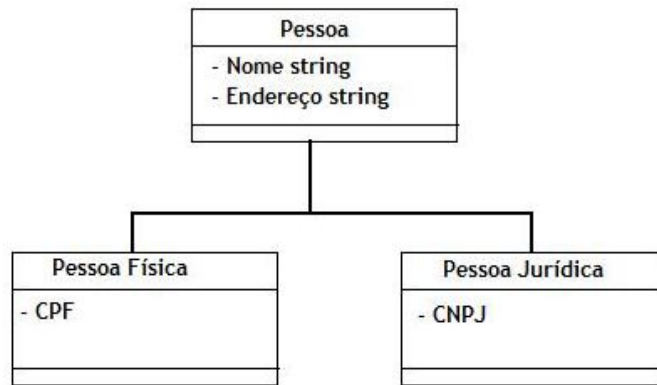 Pessoa
- Nome string
- Endereço string
Pessoa Física
- CPF
Pessoa Jurídica
- CNPJ